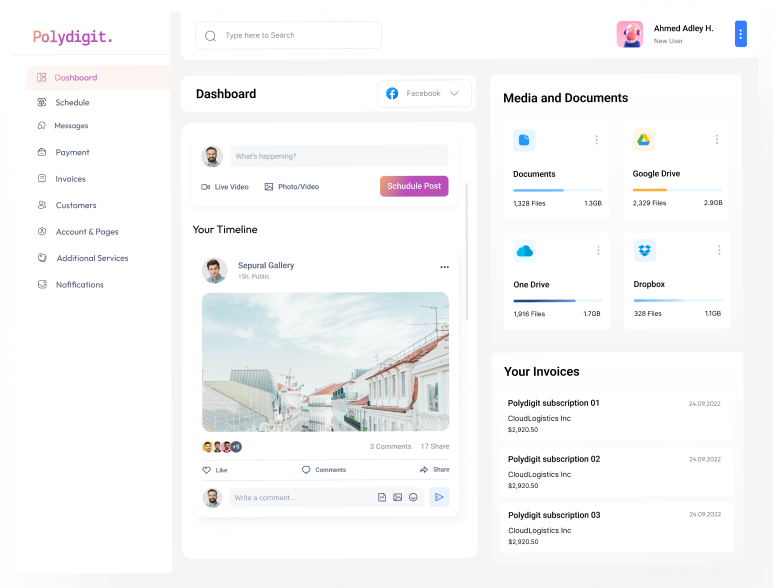 Polydigit.
Type here to Search
Ahmed Adley H.
New User
Dashboard
Schedule
Messages
Payment
Invoices
Customers
Account & Pages
Additional Services
Notifications
Dashboard
Facebook
What's happening?
Live Video
Photo/Video
Schudule Post
Your Timeline
Sepural Gallery
15h. Public
+9
3 Comments 17 Share
Like
Comments
Share
Write a comment...
Media and Documents
Documents
1,328 Files 1.3GB
Google Drive
2,329 Files 2.9GB
One Drive
1,916 Files 1.7GB
Dropbox
328 Files 1.1GB
Your Invoices
Polydigit subscription 01 24.09.2022
CloudLogistics Inc
$2,920.50
Polydigit subscription 02 24.09.2022
CloudLogistics Inc
$2,920.50
Polydigit subscription 03 24.09.2022
CloudLogistics Inc
$2,920.50